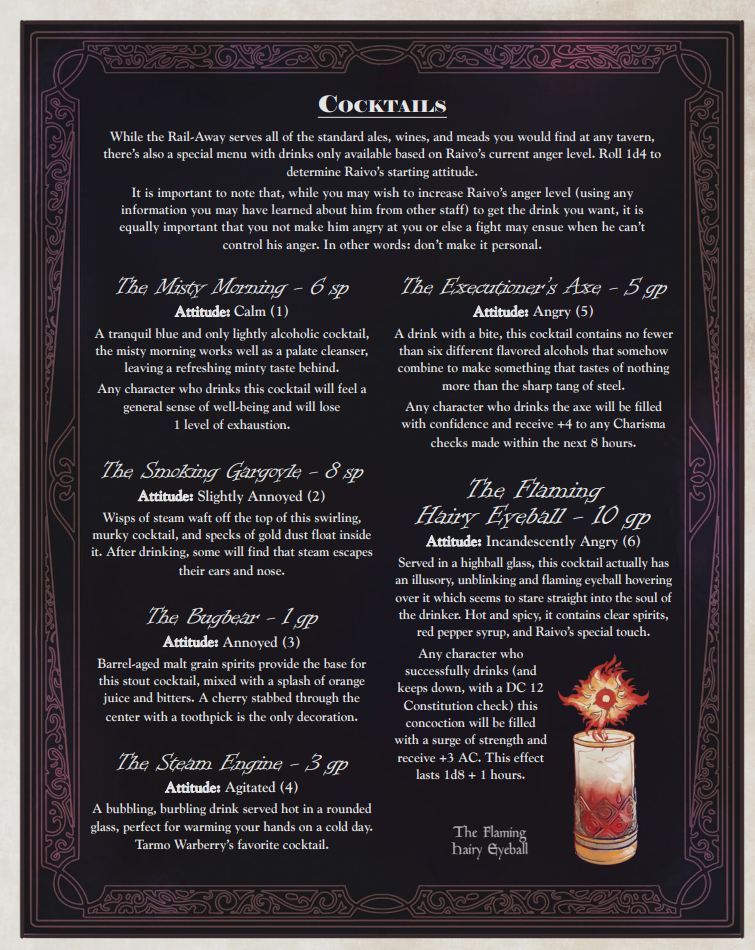 Cocktails
While the Rail-Away serves all of the standard ales, wines, and meads you would find at any tavern,
there's also a special menu with drinks only available based on Raivo's current anger level. Roll 1d4 to
determine Raivo's starting attitude.
It is important to note that, while you may wish to increase Raivo's anger level (using any
information you may have learned about him from other staff) to get the drink you want, it is
equally important that you not make him angry at you or else a fight may ensue when he can't
control his anger. In other words: don't make it personal.
The Misty Morning – 6 sp
Attitude: Calm (1)
A tranquil blue and only lightly alcoholic cocktail,
the misty morning works well as a palate cleanser,
leaving a refreshing minty taste behind.
Any character who drinks this cocktail will feel a
general sense of well-being and will lose
1 level of exhaustion.
The Smoking Gargoyle – 8 sp
Attitude: Slightly Annoyed (2)
Wisps of steam waft off the top of this swirling,
murky cocktail, and specks of gold dust float inside
it. After drinking, some will find that steam escapes
their ears and nose.
The Bugbear – 1 gp
Attitude: Annoyed (3)
Barrel-aged malt grain spirits provide the base for
this stout cocktail, mixed with a splash of orange
juice and bitters. A cherry stabbed through the
center with a toothpick is the only decoration.
The Steam Engine – 3 gp
Attitude: Agitated (4)
A bubbling, burbling drink served hot in a rounded
glass, perfect for warming your hands on a cold day.
Tarmo Warberry's favorite cocktail.
The Executioner's Axe – 5 gp
Attitude: Angry (5)
A drink with a bite, this cocktail contains no fewer
than six different flavored alcohols that somehow
combine to make something that tastes of nothing
more than the sharp tang of steel.
Any character who drinks the axe will be filled
with confidence and receive +4 to any Charisma
checks made within the next 8 hours.
The Flaming
Hairy Eyeball – 10 gp
Attitude: Incandescently Angry (6)
Served in a highball glass, this cocktail actually has
an illusory, unblinking and flaming eyeball hovering
over it which seems to stare straight into the soul of
the drinker. Hot and spicy, it contains clear spirits,
red pepper syrup, and Raivo's special touch.
Any character who
successfully drinks (and
keeps down, with a DC 12
Constitution check) this
concoction will be filled
with a surge of strength and
receive +3 AC. This effect
lasts 1d8 + 1 hours.
The Flaming
Hairy Eyeball